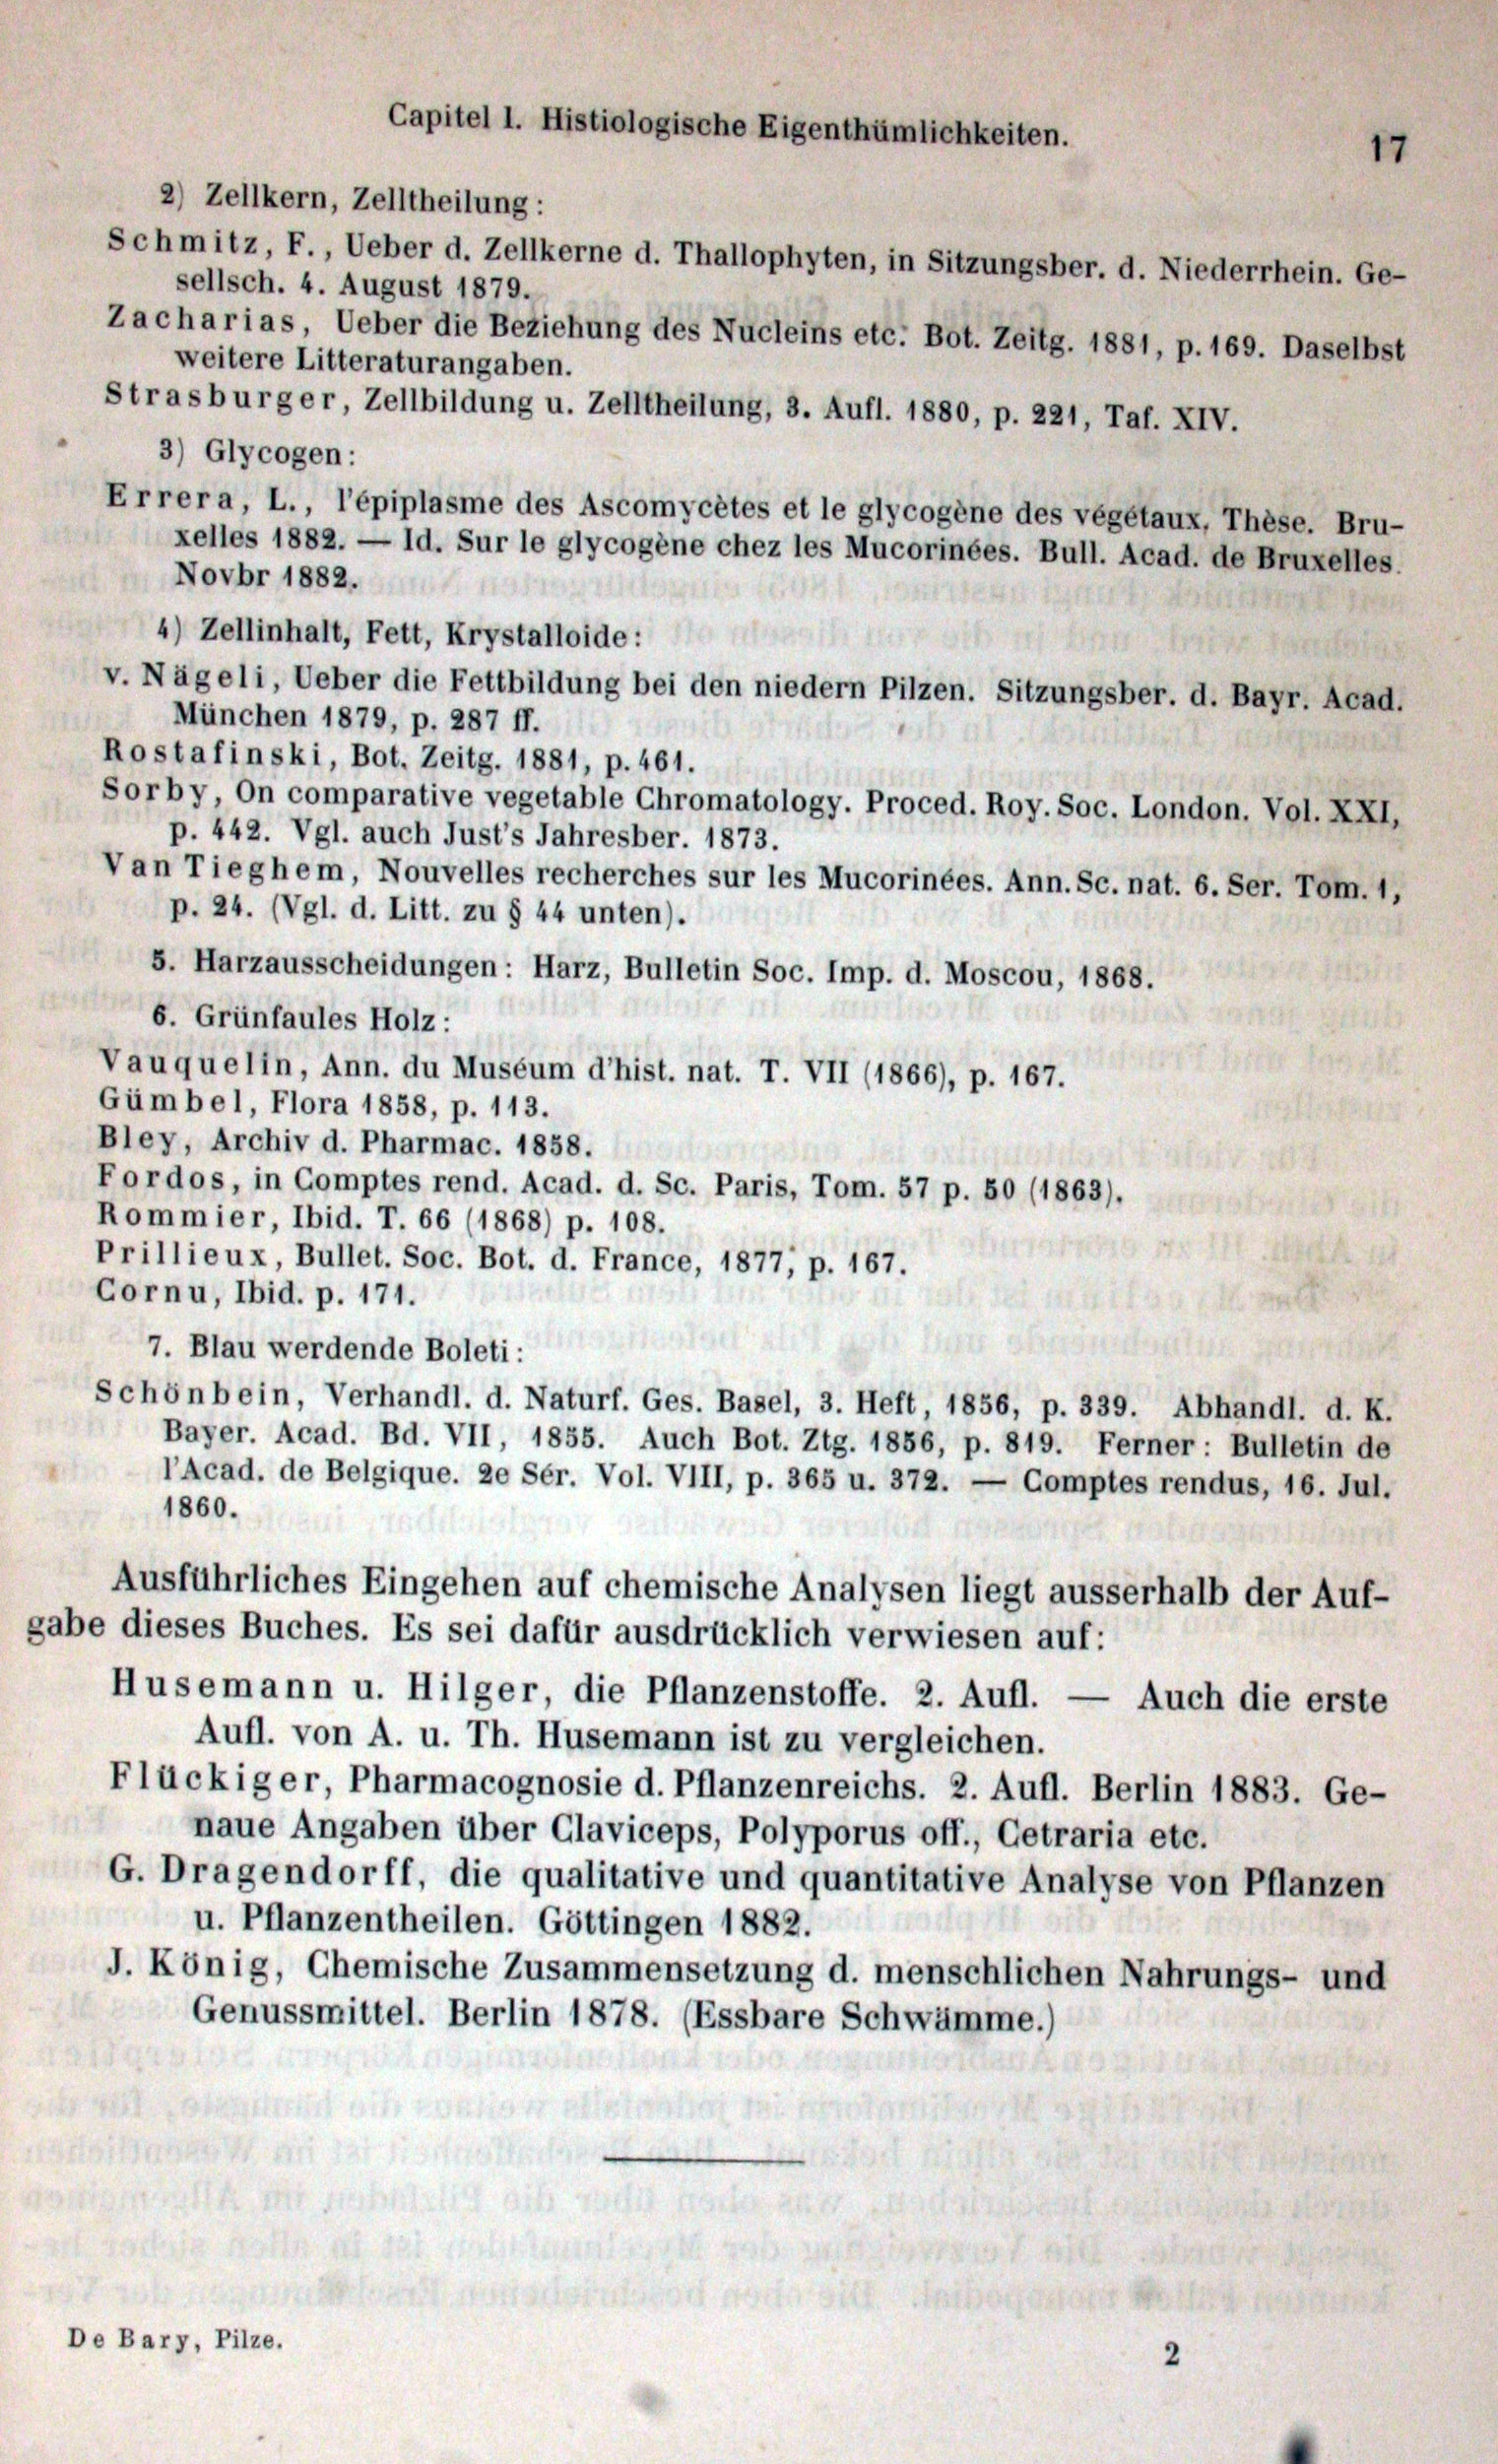 Capitel I. Histiologische Eigenthümlichkeiten.
17
2) Zellkern, Zelltheilung:
Schmitz, F., Ueber d. Zellkerne d. Thallophyten, in Sitzungsber. d. Niederrhein. Ge-
sellsch. 4. August 1879.
Zacharias, Ueber die Beziehung des Nucleins etc. Bot. Zeitg. 1881, p. 169. Daselbst
weitere Litteraturangaben.
Strasburger, Zellbildung u. Zelltheilung, 3. Aufl. 1880, p. 221, Taf. XIV.
3) Glycogen:
Errera, L., l'épiplasme des Ascomycètes et le glycogène des végétaux, Thèse. Bru-
xelles 1882. — Id. Sur le glycogène chez les Mucorinées. Bull. Acad. de Bruxelles.
Novbr 1882.
4) Zellinhalt, Fett, Krystalloide:
v. Nägeli, Ueber die Fettbildung bei den niedern Pilzen. Sitzungsber. d. Bayr. Acad.
München 1879, p. 287 ff.
Rostafinski, Bot. Zeitg. 1881, p. 461.
Sorby, On comparative vegetable Chromatology. Proced. Roy. Soc. London. Vol. XXI,
p. 442. Vgl. auch Just's Jahresber. 1873.
Van Tieghem, Nouvelles recherches sur les Mucorinées. Ann. Sc. nat. 6. Ser. Tom. 1,
p. 24. (Vgl. d. Litt. zu § 44 unten).
5. Harzausscheidungen: Harz, Bulletin Soc. Imp. d. Moscou, 1868.
6. Grünfaules Holz:
Vauquelin, Ann. du Muséum d'hist. nat. T. VII (1866), p. 167.
Gümbel, Flora 1858, p. 113.
Bley, Archiv d. Pharmac. 1858.
Fordos, in Comptes rend. Acad. d. Sc. Paris, Tom. 57 p. 50 (1863).
Rommier, Ibid. T. 66 (1868) p. 108.
Prillieux, Bullet. Soc. Bot. d. France, 1877, p. 167.
Cornu, Ibid. p. 171.
7. Blau werdende Boleti:
Schönbein, Verhandl. d. Naturf. Ges. Basel, 3. Heft, 1856, p. 339. Abhandl. d. K.
Bayer. Acad. Bd. VII, 1855. Auch Bot. Ztg. 1856, p. 819. Ferner: Bulletin de
l'Acad. de Belgique. 2e Sér. Vol. VIII, p. 365 u. 372. — Comptes rendus, 16. Jul.
1860.
Ausführliches Eingehen auf chemische Analysen liegt ausserhalb der Auf-
gabe dieses Buches. Es sei dafür ausdrücklich verwiesen auf:
Husemann u. Hilger, die Pflanzenstoffe. 2. Aufl. — Auch die erste
Aufl. von A. u. Th. Husemann ist zu vergleichen.
Flückiger, Pharmacognosie d. Pflanzenreichs. 2. Aufl. Berlin 1883. Ge-
naue Angaben über Claviceps, Polyporus off., Cetraria etc.
G. Dragendorff, die qualitative und quantitative Analyse von Pflanzen
u. Pflanzentheilen. Göttingen 1882.
J. König, Chemische Zusammensetzung d. menschlichen Nahrungs- und
Genussmittel. Berlin 1878. (Essbare Schwämme.)
De Bary, Pilze.
2